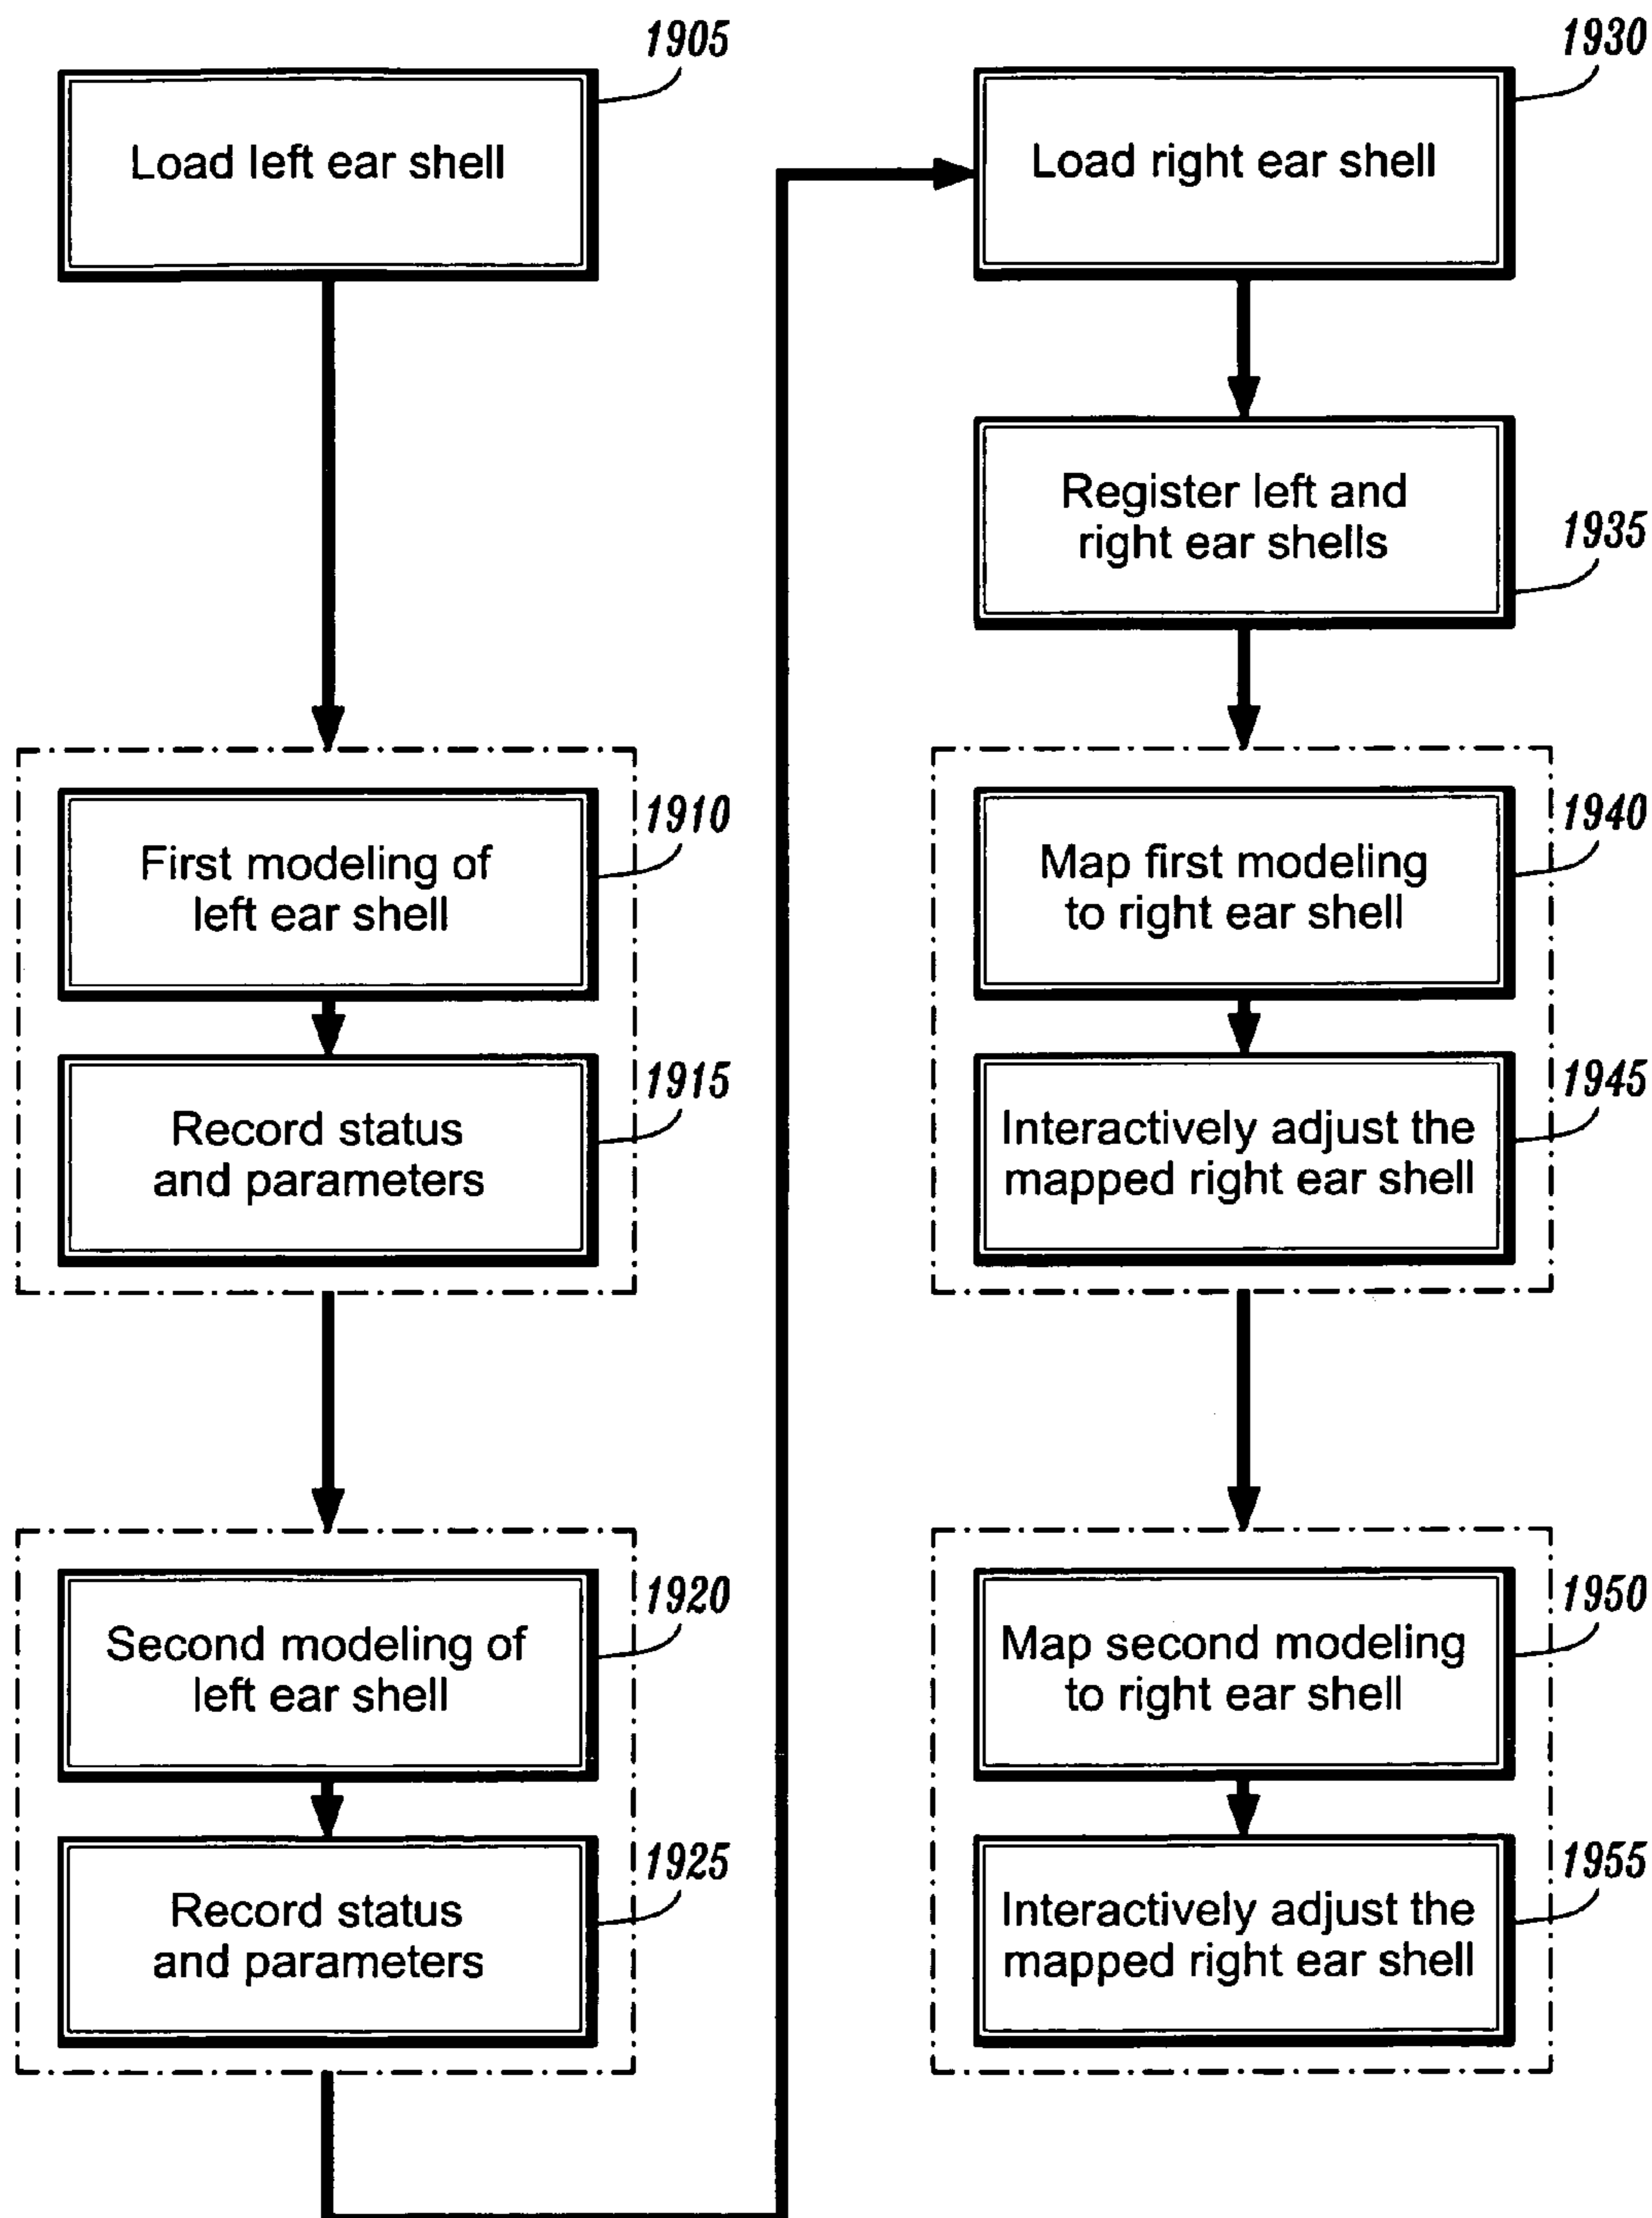 1905
Load left ear shell
1910
First modeling of
left ear shell
1915
Record status
and parameters
1920
Second modeling of
left ear shell
1925
Record status
and parameters
1930
Load right ear shell
Register left and
right ear shells
1935
1940
Map first modeling
to right ear shell
1945
Interactively adjust the
mapped right ear shell
1950
Map second modeling
to right ear shell
1955
Interactively adjust the
mapped right ear shell